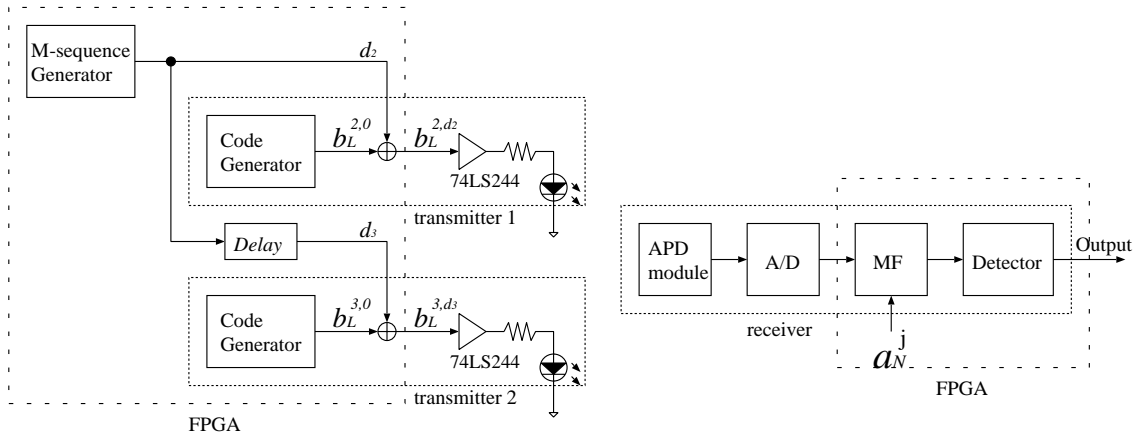 M-sequence
Generator
d₂
Code
Generator
b_L^{2,0}
b_L^{2,d₂}
74LS244
transmitter 1
Delay
d₃
Code
Generator
b_L^{3,0}
b_L^{3,d₃}
74LS244
transmitter 2
FPGA
APD
module
A/D
MF
Detector
Output
receiver
a_N^j
FPGA